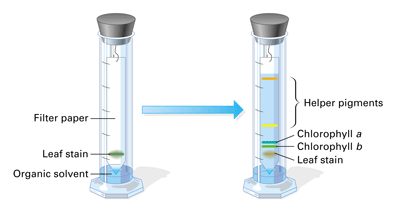 Filter paper
Leaf stain
Organic solvent
Helper pigments
Chlorophyll a
Chlorophyll b
Leaf stain